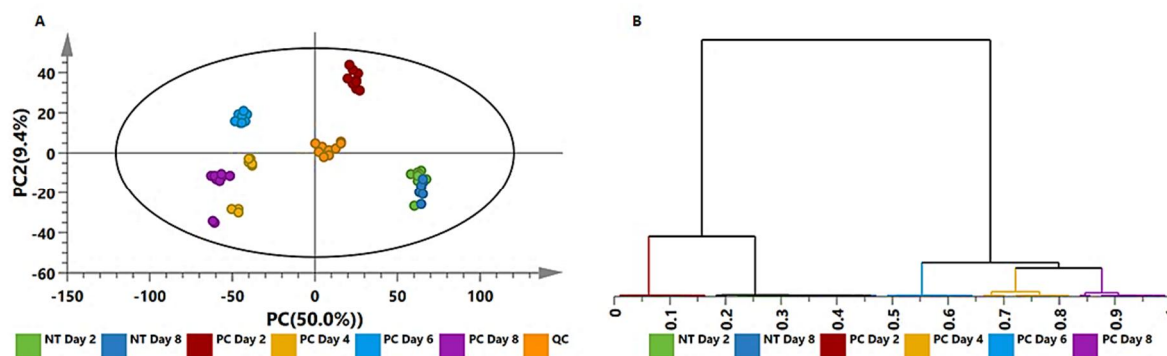 A
40
20
0
-20
-40
-60
-150
-100
-50
0
50
100
PC2(9.4%)
PC(50.0%))
NT Day 2
NT Day 8
PC Day 2
PC Day 4
PC Day 6
PC Day 8
QC
B
0
0.1
0.2
0.3
0.4
0.5
0.6
0.7
0.8
0.9
NT Day 2
NT Day 8
PC Day 2
PC Day 4
PC Day 6
PC Day 8